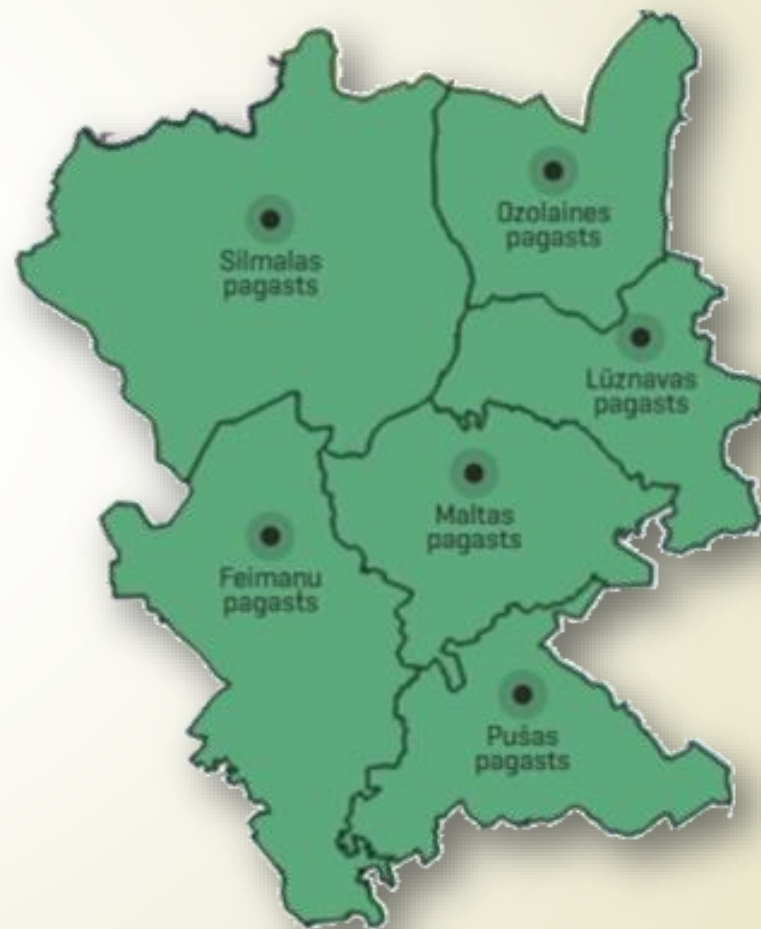 Ozolaines
pagasts
Silmalas
pagasts
Lūznavas
pagasts
Maltas
pagasts
Feimaņu
pagasts
Pušas
pagasts